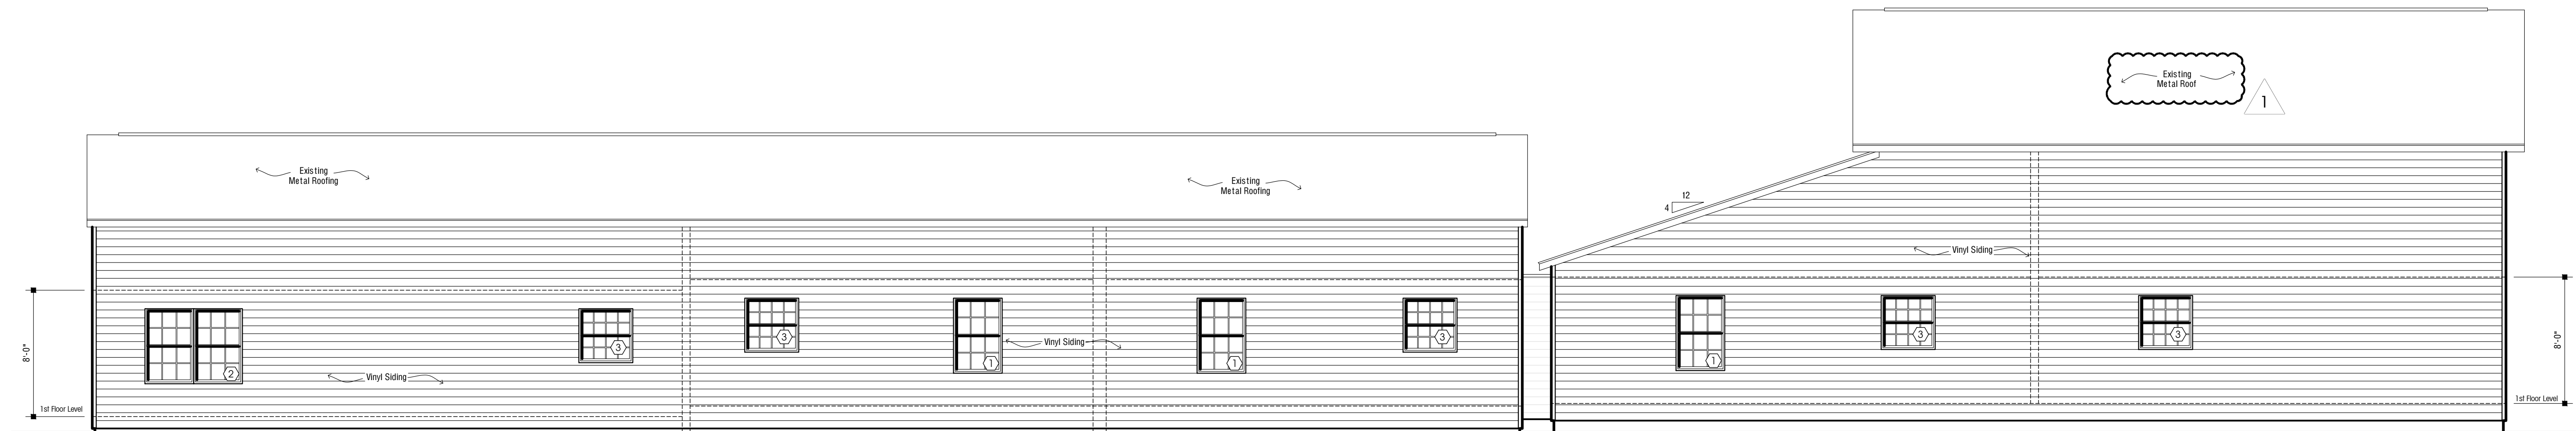 Existing
Metal Roof
1
Existing
Metal Roofing
Existing
Metal Roofing
12
4
Vinyl Siding
8'-0"
2
3
3
1
Vinyl Siding
1
3
1
3
3
8'-0"
Vinyl Siding
1st Floor Level
1st Floor Level